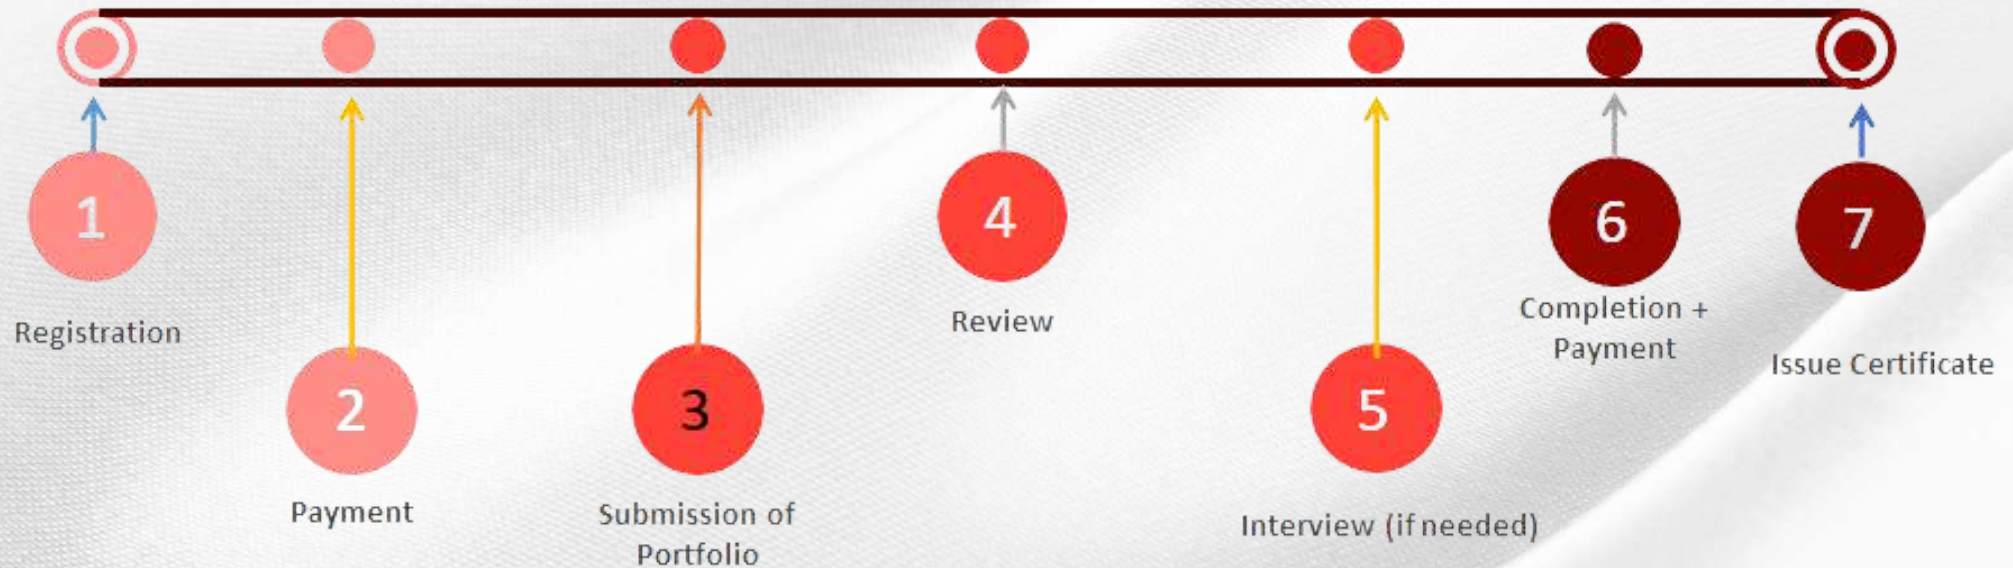 1
Registration
2
Payment
3
Submission of
Portfolio
4
Review
5
Interview (if needed)
6
Completion +
Payment
7
Issue Certificate